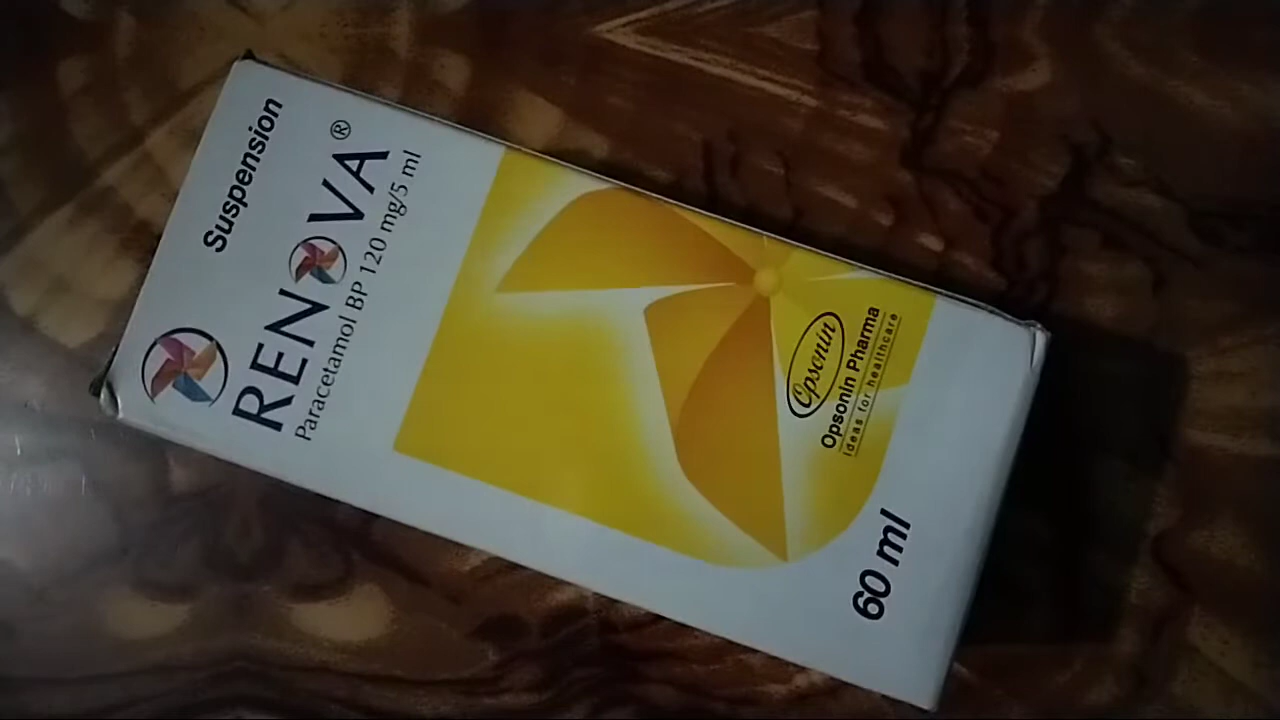 Suspension
RENOVA®
Paracetamol BP 120 mg/5 ml
Opsonin
Opsonin Pharma
Ideas for healthcare
60 ml